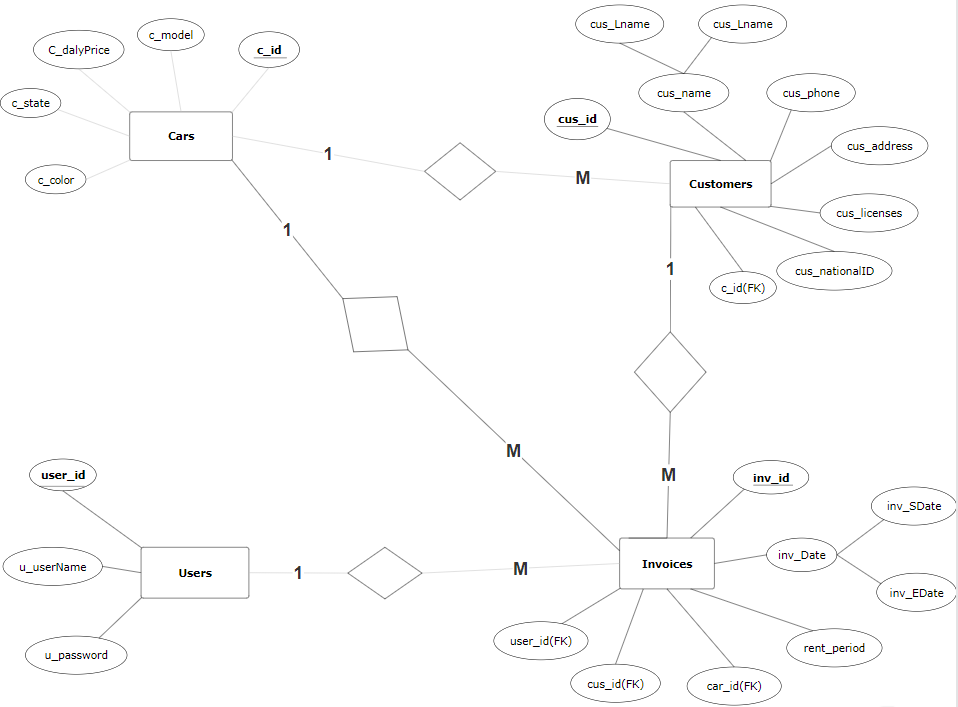 cus_Lname
cus_Lname
c_model
C_dalyPrice
c_id
cus_name
cus_phone
c_state
cus_id
Cars
cus_address
1
M
Customers
c_color
cus_licenses
1
1
cus_nationalID
c_id(FK)
M
user_id
M
inv_id
inv_SDate
inv_Date
u_userName
Users
1
M
Invoices
inv_EDate
user_id(FK)
rent_period
u_password
cus_id(FK)
car_id(FK)